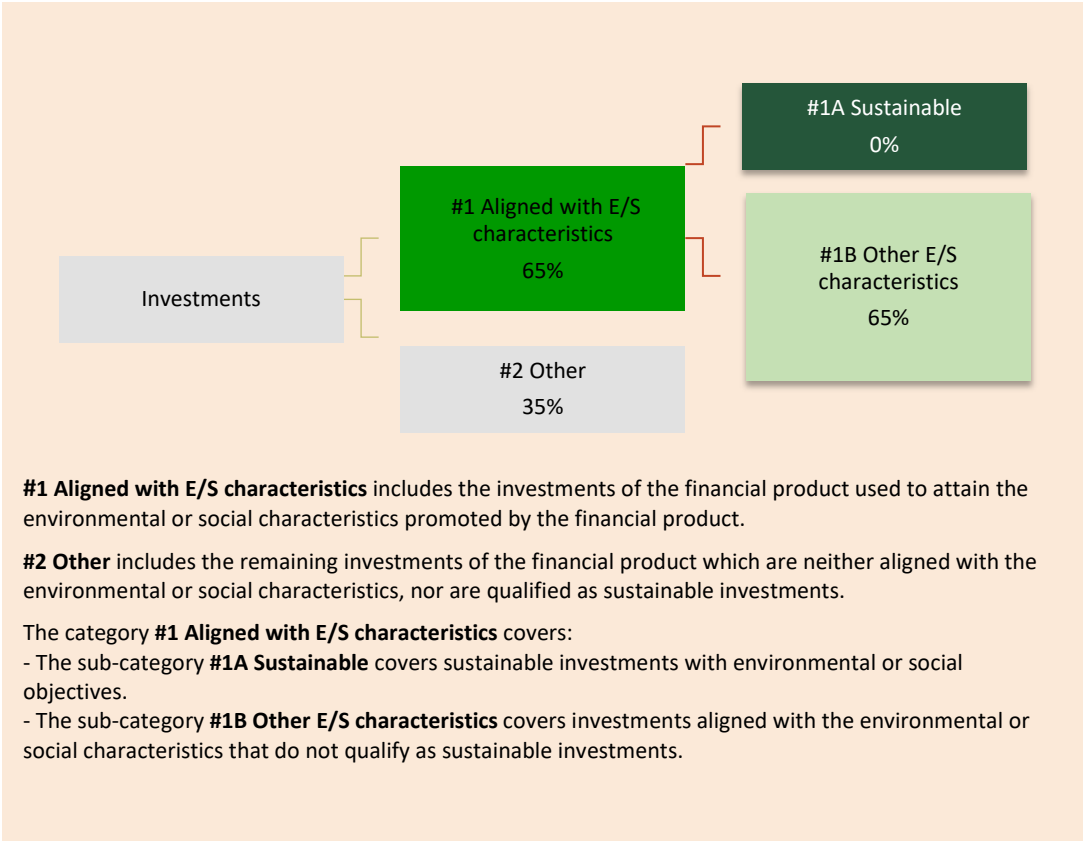 #1A Sustainable
0%
#1 Aligned with E/S
characteristics
65%
#1B Other E/S
characteristics
65%
Investments
#2 Other
35%
#1 Aligned with E/S characteristics includes the investments of the financial product used to attain the
environmental or social characteristics promoted by the financial product.
#2 Other includes the remaining investments of the financial product which are neither aligned with the
environmental or social characteristics, nor are qualified as sustainable investments.
The category #1 Aligned with E/S characteristics covers:
- The sub-category #1A Sustainable covers sustainable investments with environmental or social
objectives.
- The sub-category #1B Other E/S characteristics covers investments aligned with the environmental or
social characteristics that do not qualify as sustainable investments.